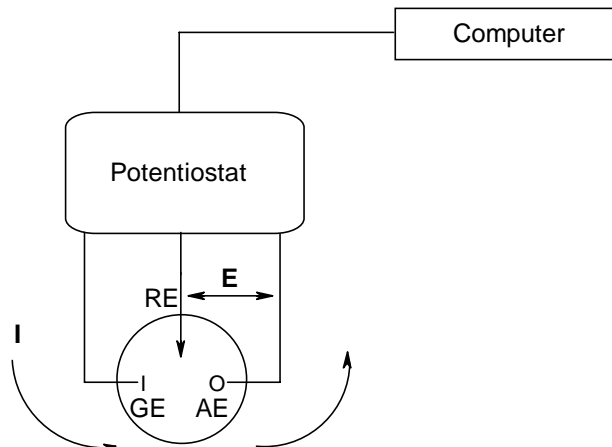 Computer
Potentiostat
E
RE
I
I
O
GE
AE